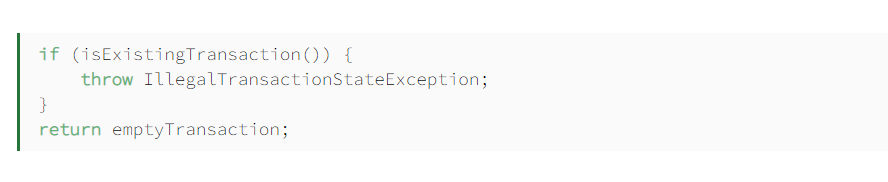 if (isExistingTransaction()) {
    throw IllegalTransactionStateException;
}
return emptyTransaction;